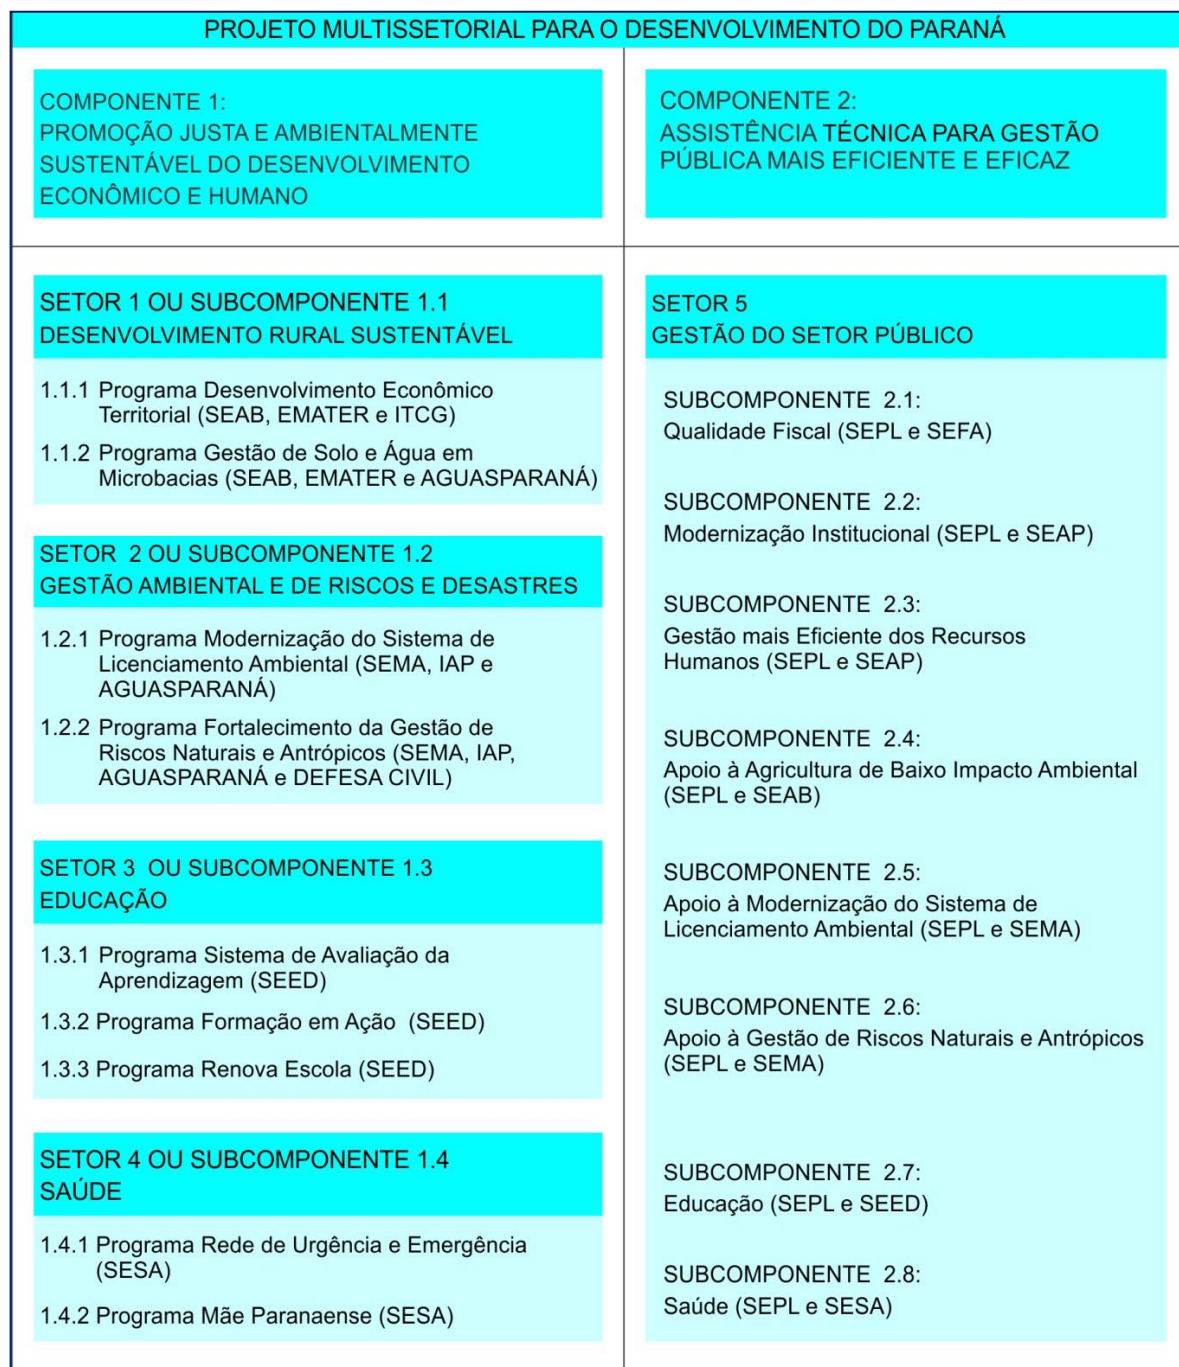 PROJETO MULTISSETORIAL PARA O DESENVOLVIMENTO DO PARANÁ
COMPONENTE 1:
PROMOÇÃO JUSTA E AMBIENTALMENTE
SUSTENTÁVEL DO DESENVOLVIMENTO
ECONÔMICO E HUMANO
SETOR 1 OU SUBCOMPONENTE 1.1
DESENVOLVIMENTO RURAL SUSTENTÁVEL
1.1.1 Programa Desenvolvimento Econômico
Territorial (SEAB, EMATER e ITCG)
1.1.2 Programa Gestão de Solo e Água em
Microbacias (SEAB, EMATER e AGUASPARANÁ)
SETOR 2 OU SUBCOMPONENTE 1.2
GESTÃO AMBIENTAL E DE RISCOS E DESASTRES
1.2.1 Programa Modernização do Sistema de
Licenciamento Ambiental (SEMA, IAP e
AGUASPARANÁ)
1.2.2 Programa Fortalecimento da Gestão de
Riscos Naturais e Antrópicos (SEMA, IAP,
AGUASPARANÁ e DEFESA CIVIL)
SETOR 3 OU SUBCOMPONENTE 1.3
EDUCAÇÃO
1.3.1 Programa Sistema de Avaliação da
Aprendizagem (SEED)
1.3.2 Programa Formação em Ação (SEED)
1.3.3 Programa Renova Escola (SEED)
SETOR 4 OU SUBCOMPONENTE 1.4
SAÚDE
1.4.1 Programa Rede de Urgência e Emergência
(SESA)
1.4.2 Programa Mãe Paranaense (SESA)
COMPONENTE 2:
ASSISTÊNCIA TÉCNICA PARA GESTÃO
PÚBLICA MAIS EFICIENTE E EFICAZ
SETOR 5
GESTÃO DO SETOR PÚBLICO
SUBCOMPONENTE 2.1:
Qualidade Fiscal (SEPL e SEFA)
SUBCOMPONENTE 2.2:
Modernização Institucional (SEPL e SEAP)
SUBCOMPONENTE 2.3:
Gestão mais Eficiente dos Recursos
Humanos (SEPL e SEAP)
SUBCOMPONENTE 2.4:
Apoio à Agricultura de Baixo Impacto Ambiental
(SEPL e SEAB)
SUBCOMPONENTE 2.5:
Apoio à Modernização do Sistema de
Licenciamento Ambiental (SEPL e SEMA)
SUBCOMPONENTE 2.6:
Apoio à Gestão de Riscos Naturais e Antrópicos
(SEPL e SEMA)
SUBCOMPONENTE 2.7:
Educação (SEPL e SEED)
SUBCOMPONENTE 2.8:
Saúde (SEPL e SESA)